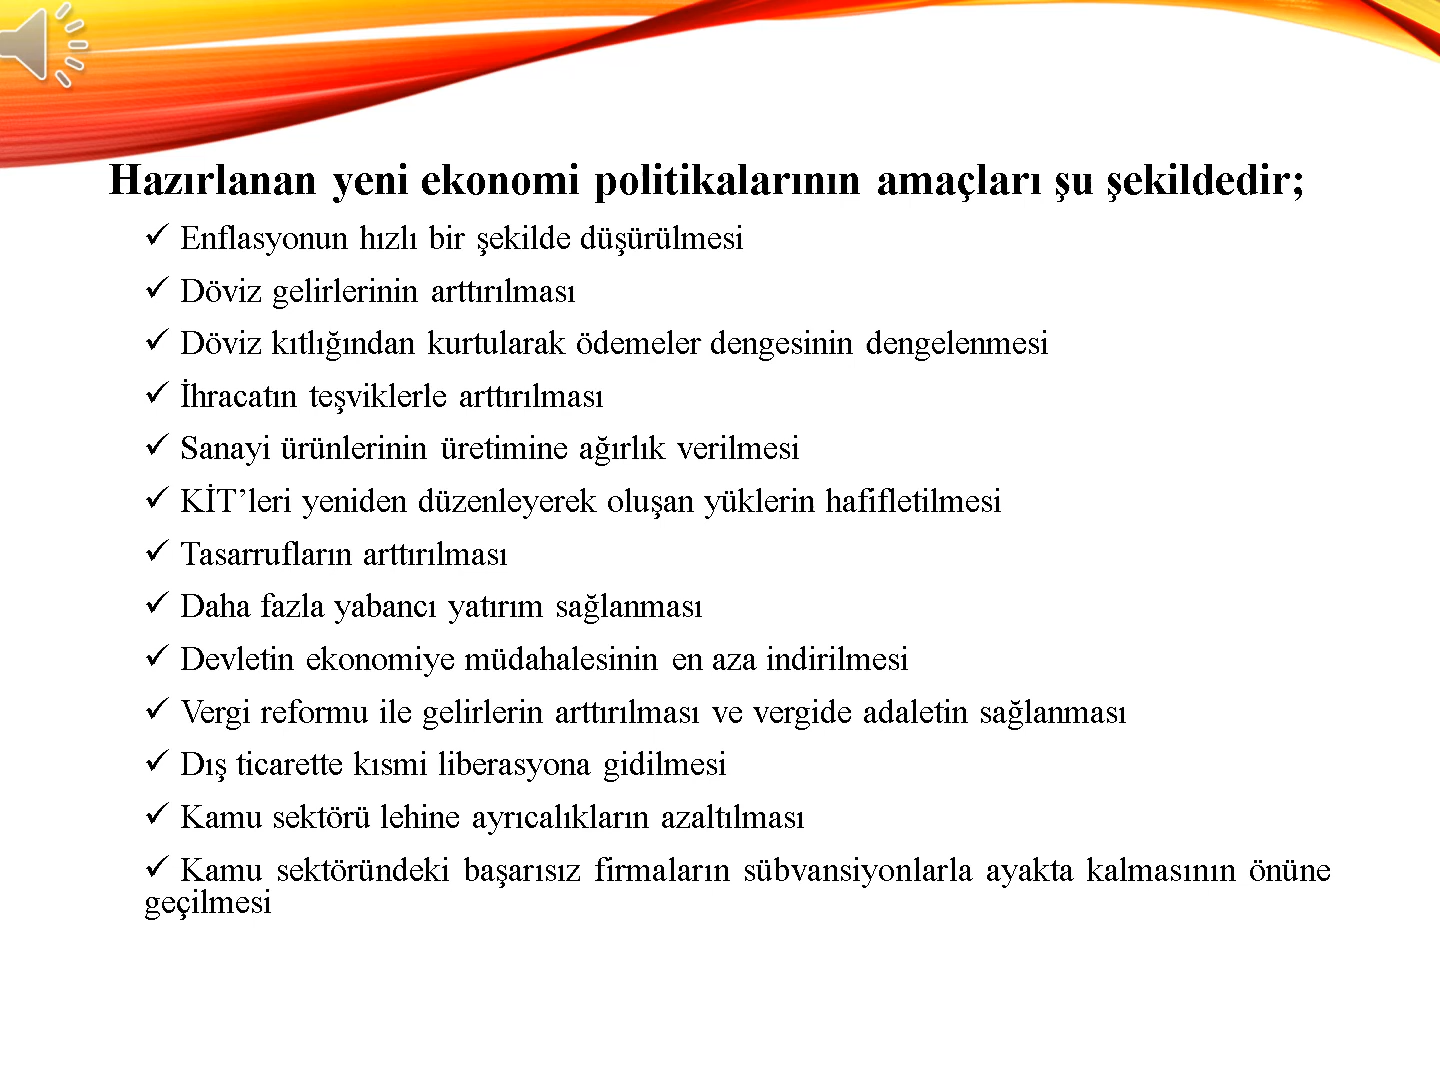 Hazırlanan yeni ekonomi politikalarının amaçları şu şekildedir;
✓ Enflasyonun hızlı bir şekilde düşürülmesi
✓ Döviz gelirlerinin arttırılması
✓ Döviz kıtlığından kurtularak ödemeler dengesinin dengelenmesi
✓ İhracatın teşviklerle arttırılması
✓ Sanayi ürünlerinin üretimine ağırlık verilmesi
✓ KİT’leri yeniden düzenleyerek oluşan yüklerin hafifletilmesi
✓ Tasarrufların arttırılması
✓ Daha fazla yabancı yatırım sağlanması
✓ Devletin ekonomiye müdahalesinin en aza indirilmesi
✓ Vergi reformu ile gelirlerin arttırılması ve vergide adaletin sağlanması
✓ Dış ticarette kısmi liberasyona gidilmesi
✓ Kamu sektörü lehine ayrıcalıkların azaltılması
✓ Kamu sektöründeki başarısız firmaların sübvansiyonlarla ayakta kalmasının önüne
geçilmesi